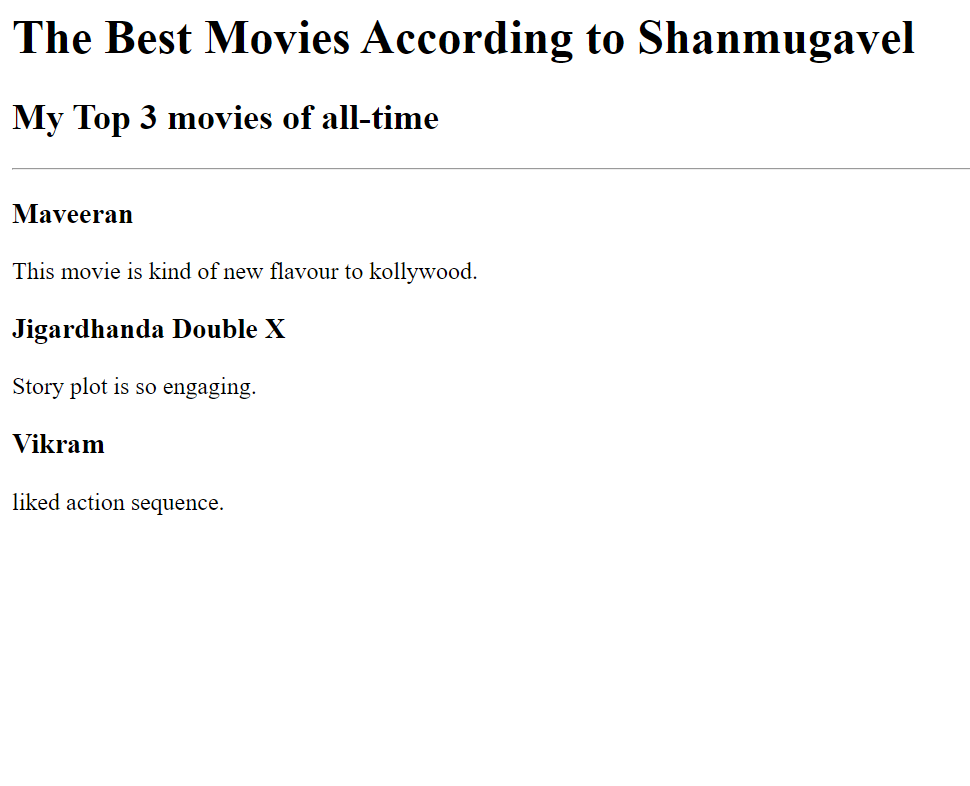 The Best Movies According to Shanmugavel
My Top 3 movies of all-time
Maveeran
This movie is kind of new flavour to kollywood.
Jigardhanda Double X
Story plot is so engaging.
Vikram
liked action sequence.